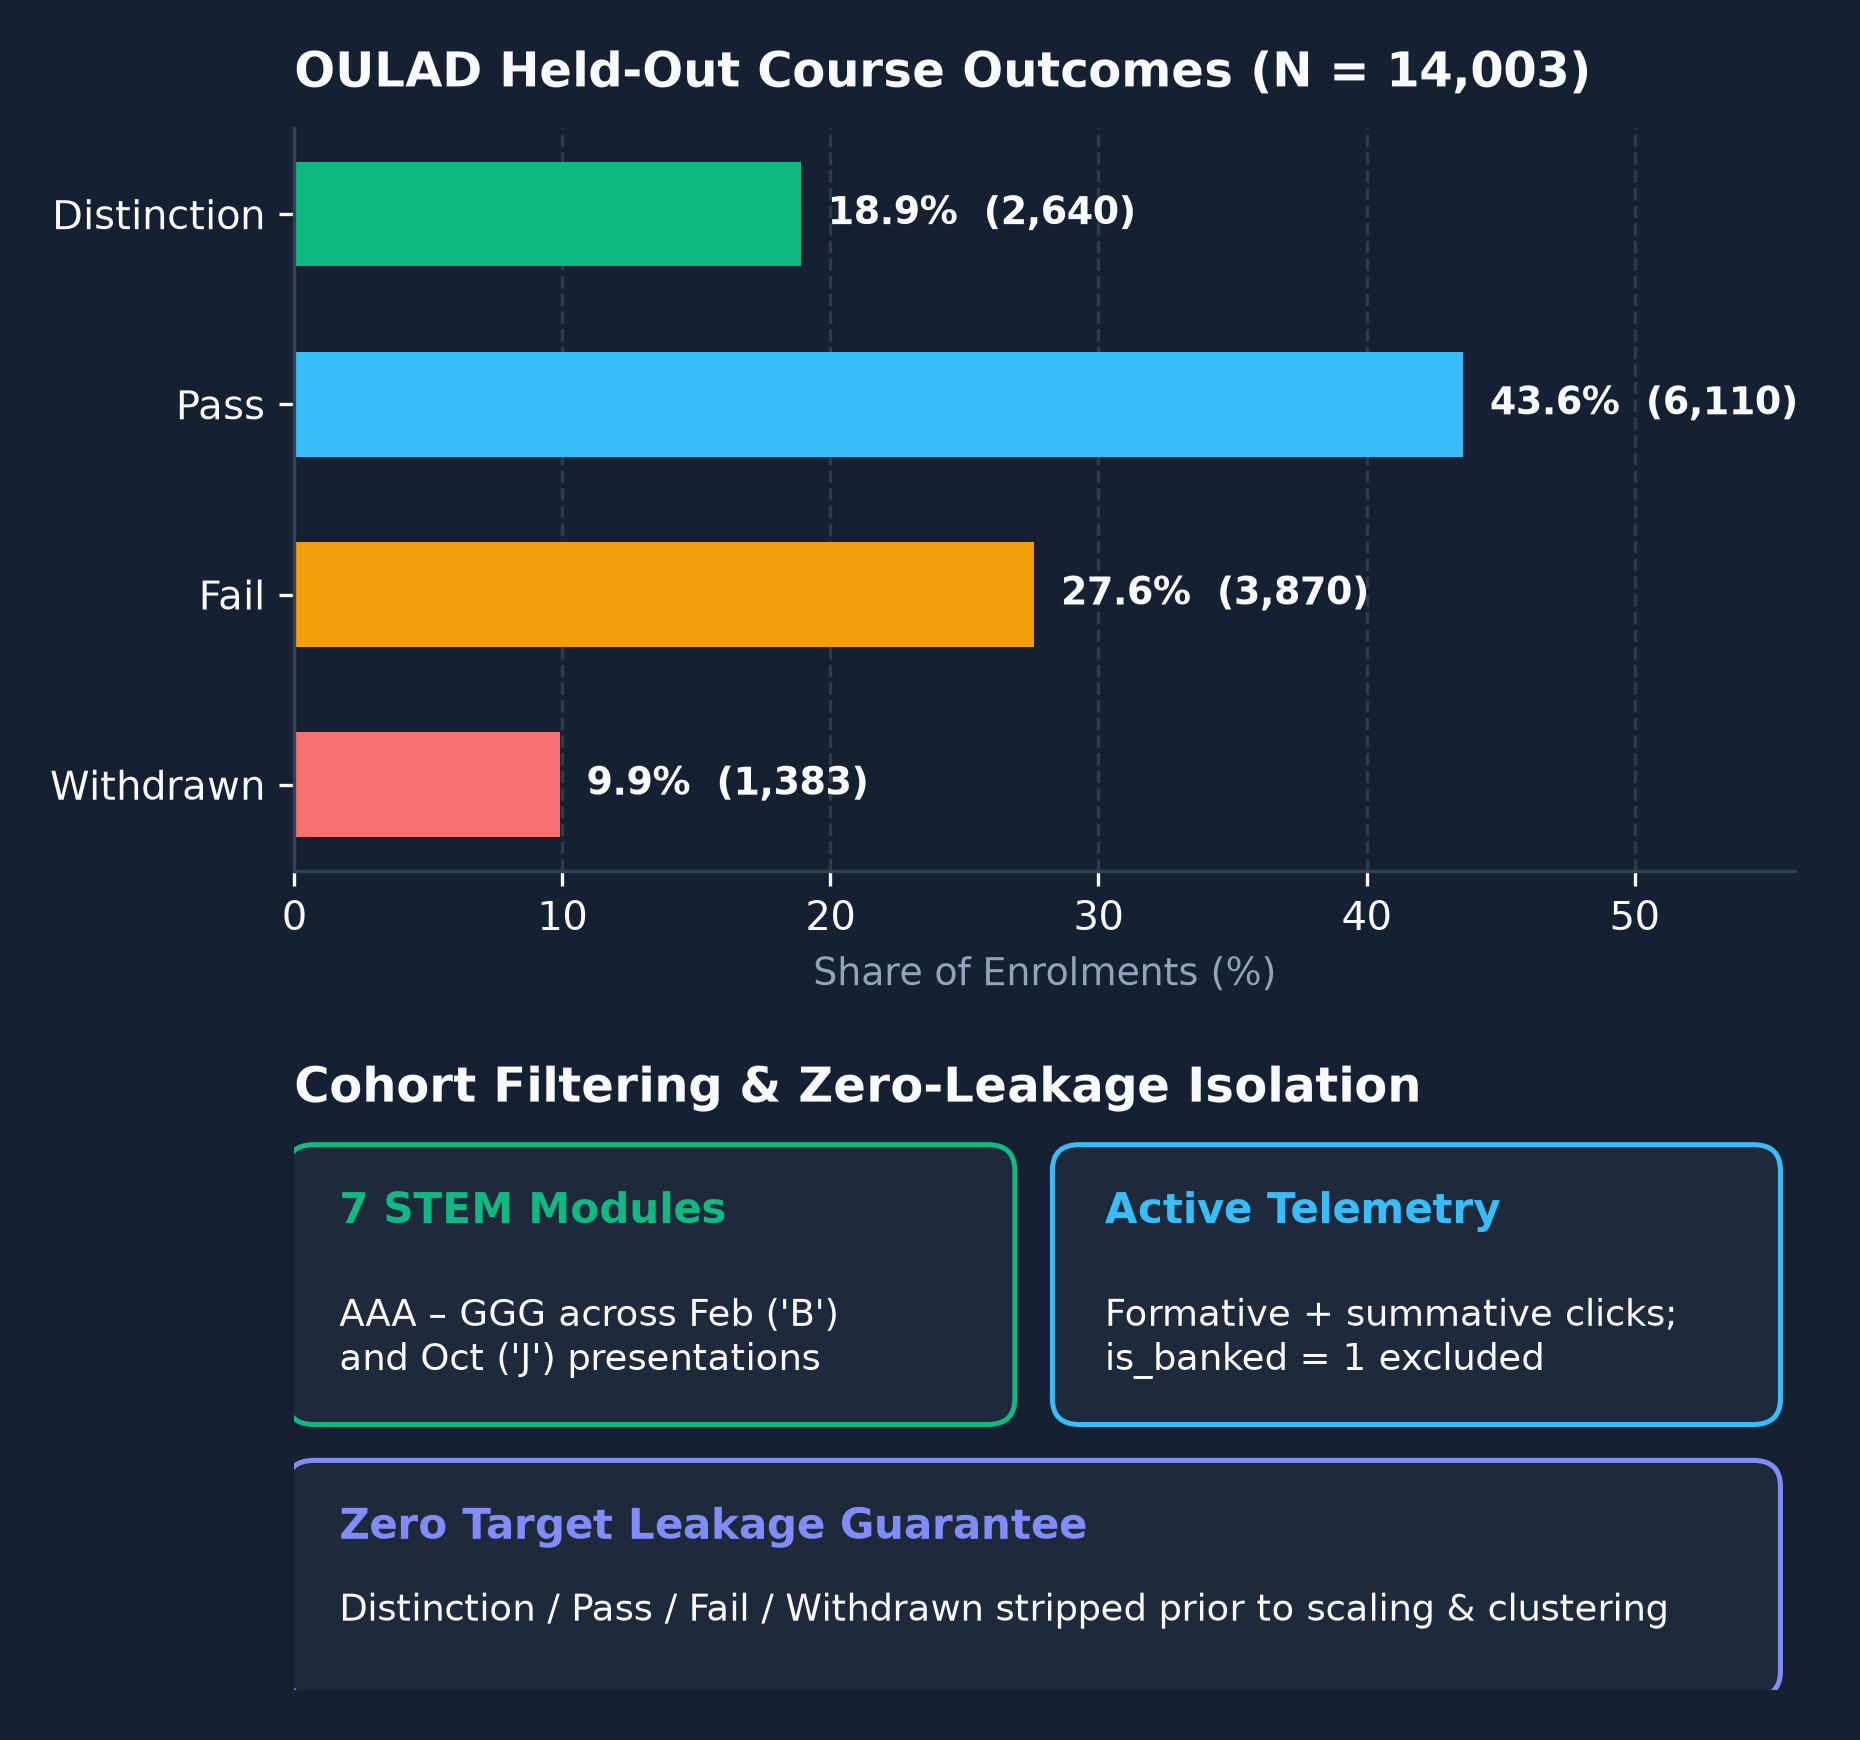 OULAD Held-Out Course Outcomes (N = 14,003)
Distinction
18.9%  (2,640)
Pass
43.6%  (6,110)
Fail
27.6%  (3,870)
Withdrawn
9.9%  (1,383)
0 10 20 30 40 50
Share of Enrolments (%)
Cohort Filtering & Zero-Leakage Isolation
7 STEM Modules
AAA – GGG across Feb ('B')
and Oct ('J') presentations
Active Telemetry
Formative + summative clicks;
is_banked = 1 excluded
Zero Target Leakage Guarantee
Distinction / Pass / Fail / Withdrawn stripped prior to scaling & clustering